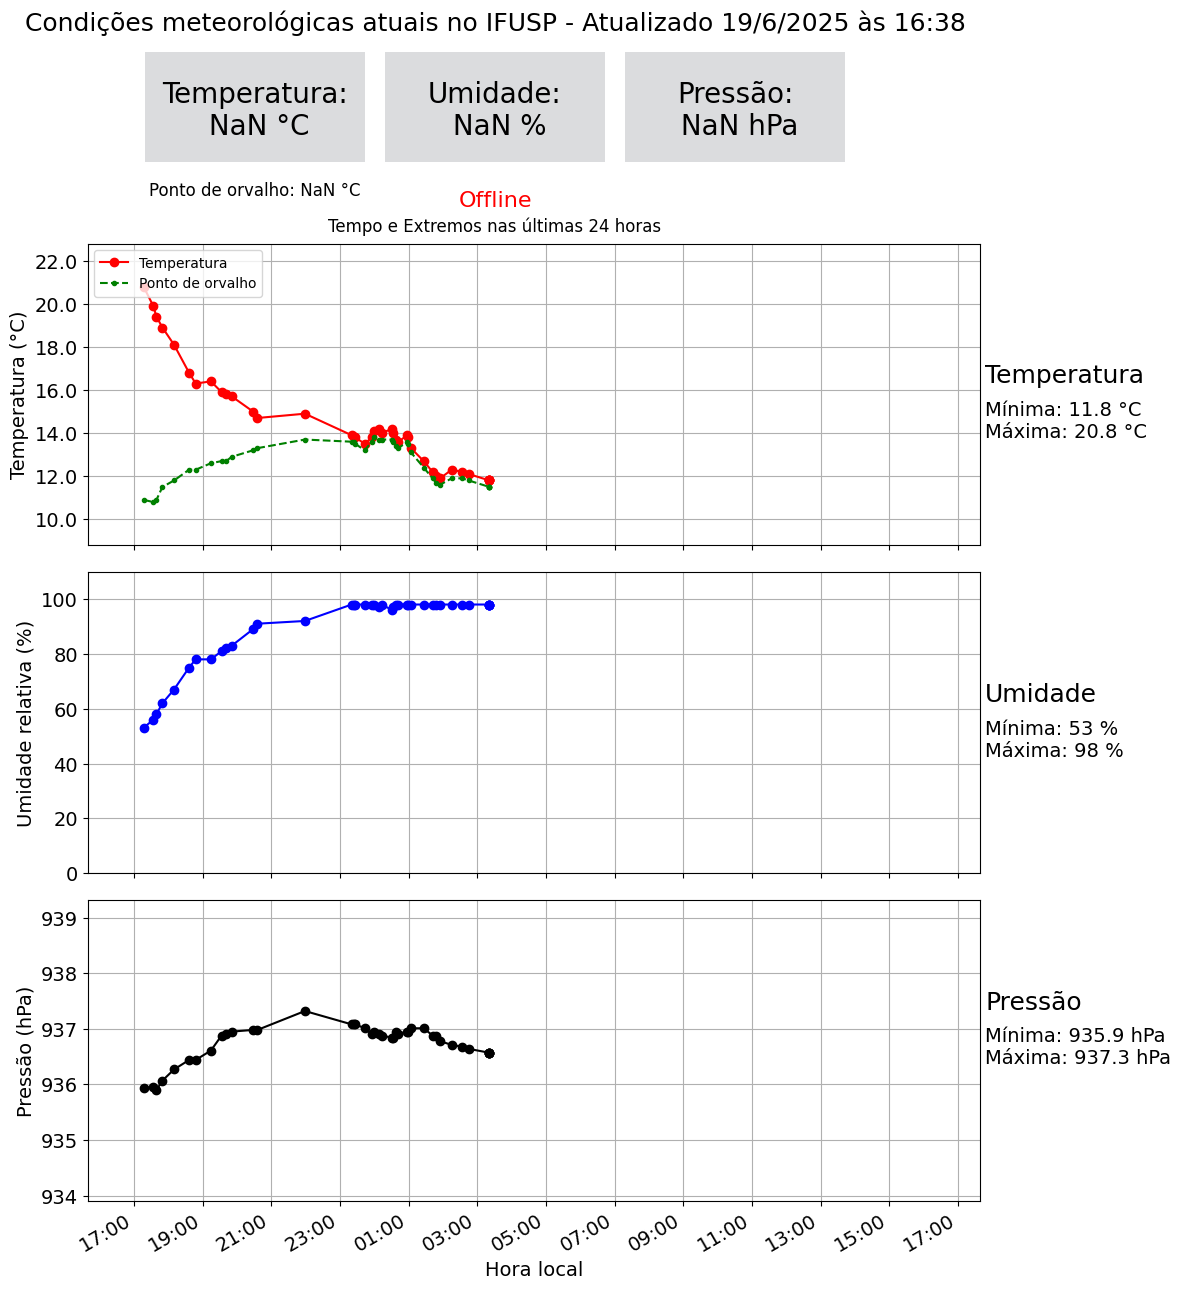 Condições meteorológicas atuais no IFUSP - Atualizado 19/6/2025 às 16:38
Temperatura:
NaN °C
Umidade:
NaN %
Pressão:
NaN hPa
Ponto de orvalho: NaN °C
Offline
Tempo e Extremos nas últimas 24 horas
Temperatura
Ponto de orvalho
Temperatura (°C)
22.0
20.0
18.0
16.0
14.0
12.0
10.0
Temperatura
Mínima: 11.8 °C
Máxima: 20.8 °C
Umidade relativa (%)
100
80
60
40
20
0
Umidade
Mínima: 53 %
Máxima: 98 %
Pressão (hPa)
939
938
937
936
935
934
Pressão
Mínima: 935.9 hPa
Máxima: 937.3 hPa
17:00 19:00 21:00 23:00 01:00 03:00 05:00 07:00 09:00 11:00 13:00 15:00 17:00
Hora local